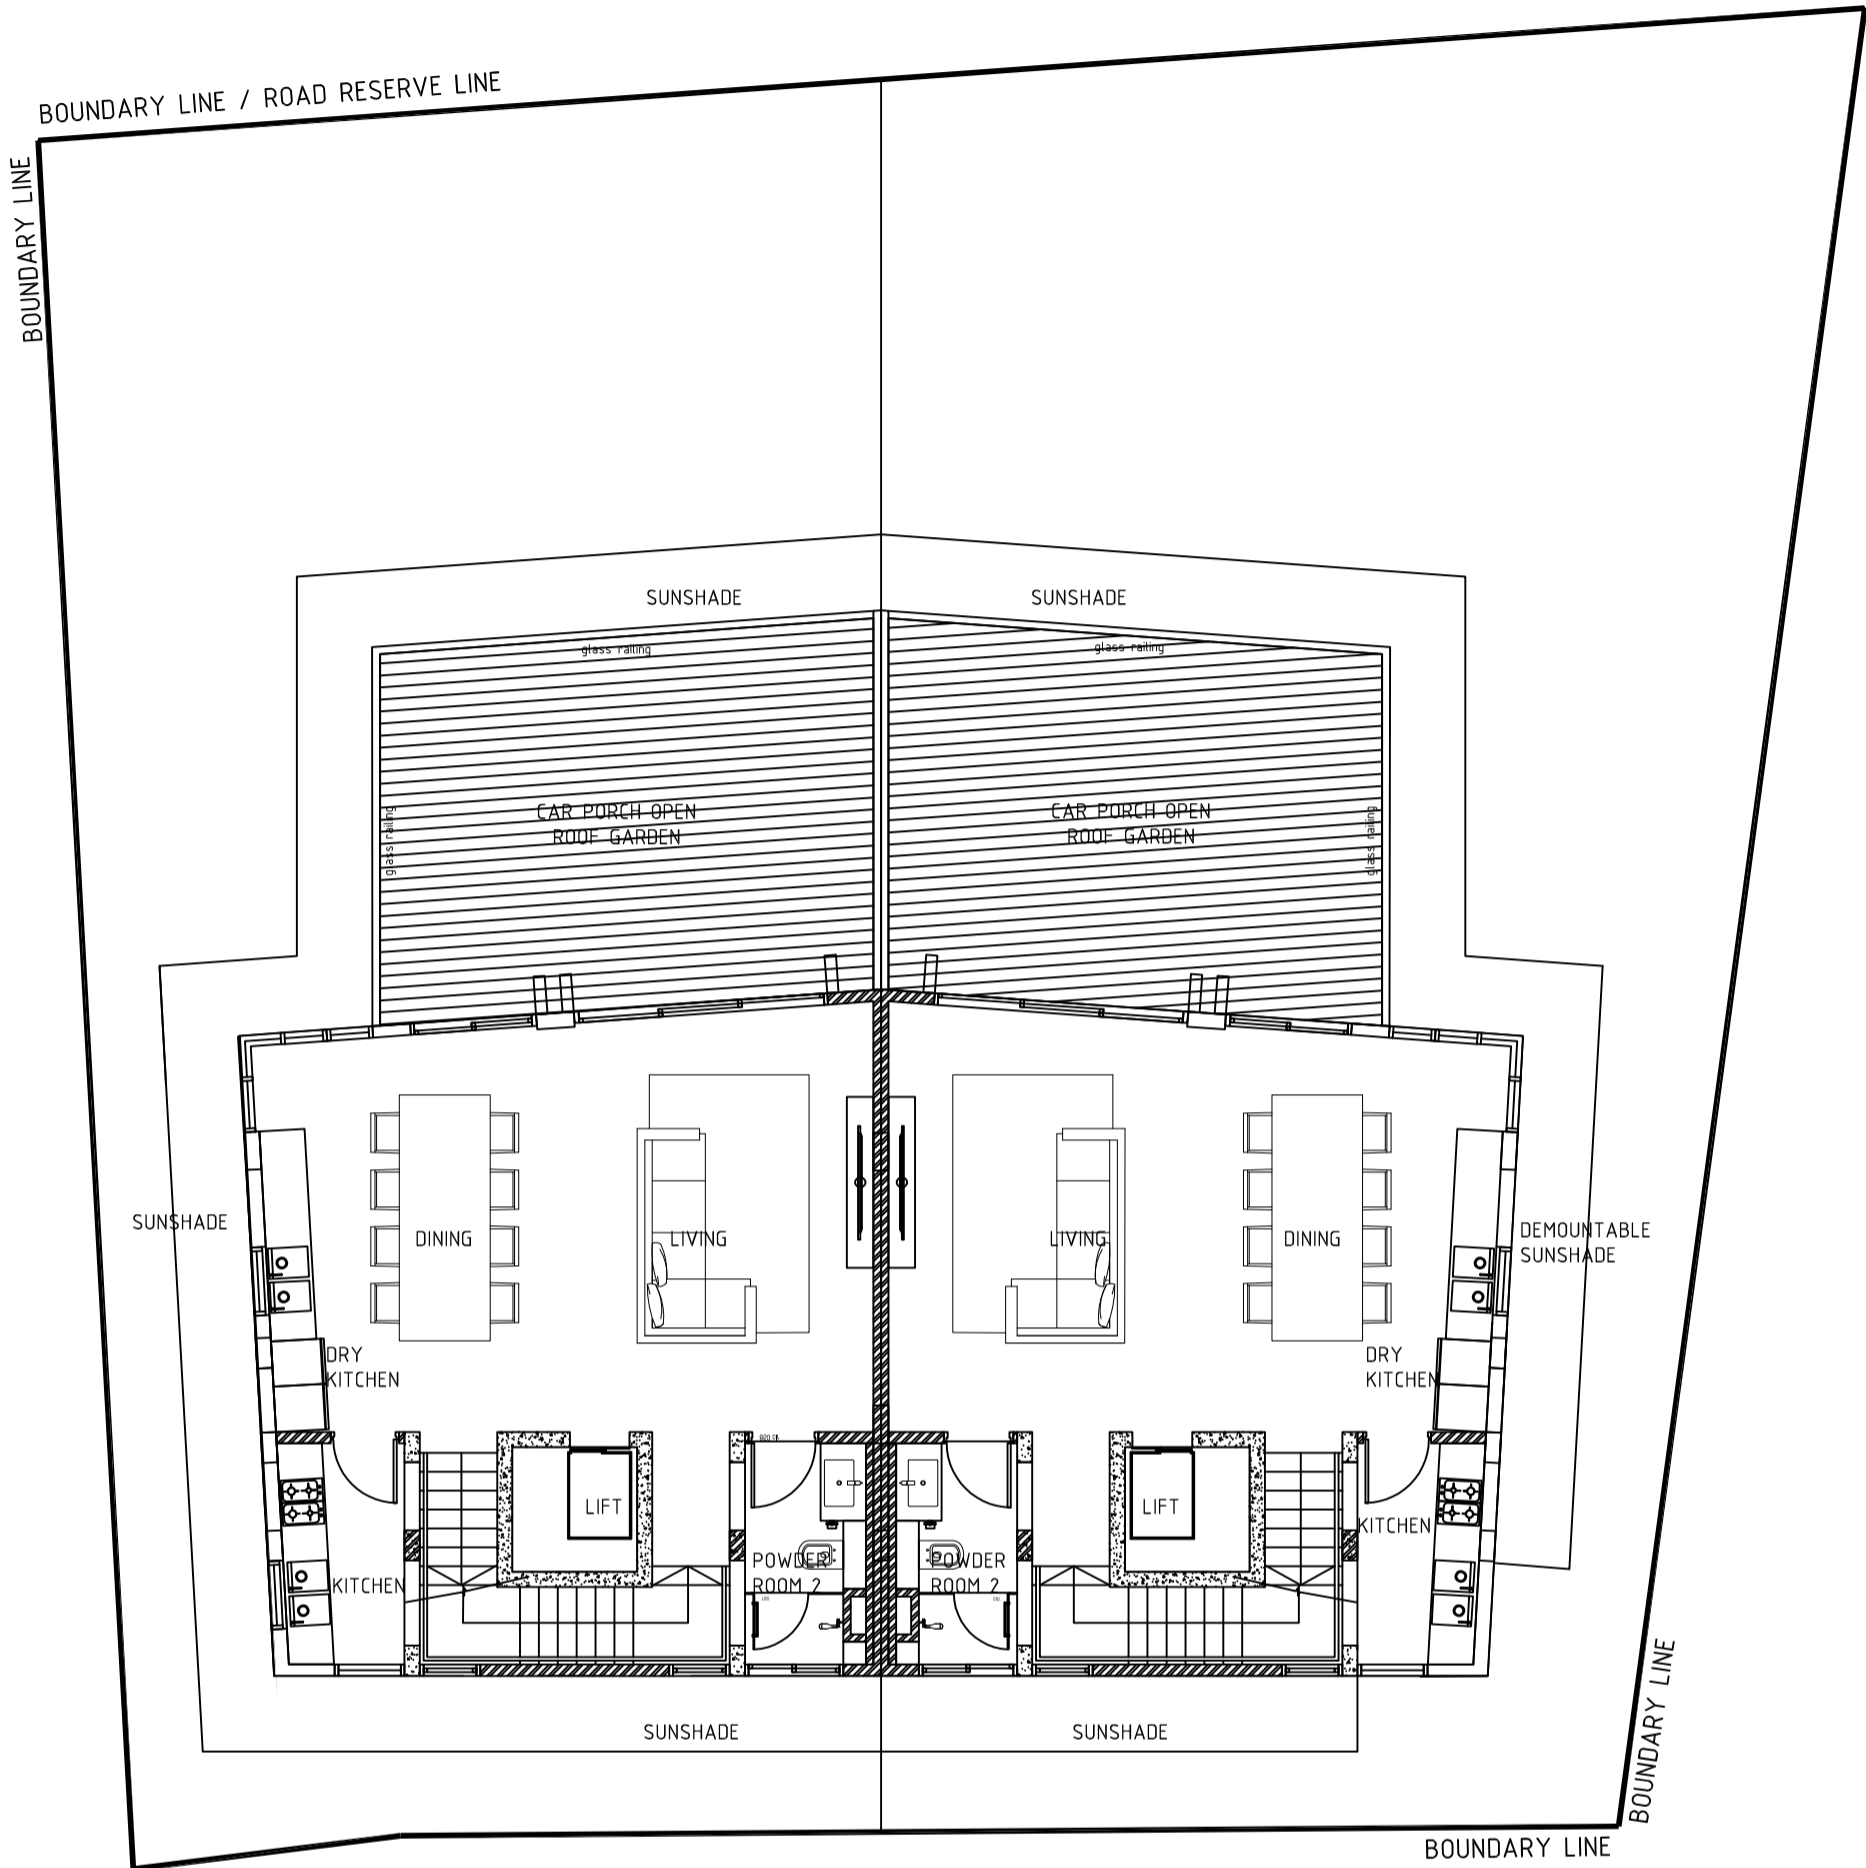 BOUNDARY LINE / ROAD RESERVE LINE
BOUNDARY LINE
SUNSHADE
SUNSHADE
glass railing
glass railing
CAR PORCH OPEN
ROOF GARDEN
CAR PORCH OPEN
ROOF GARDEN
glass railing
glass railing
SUNSHADE
DINING
LIVING
LIVING
DINING
DEMOUNTABLE
SUNSHADE
DRY
KITCHEN
DRY
KITCHEN
LIFT
LIFT
KITCHEN
POWDER
ROOM 2
POWDER
ROOM 2
KITCHEN
SUNSHADE
SUNSHADE
BOUNDARY LINE
BOUNDARY LINE